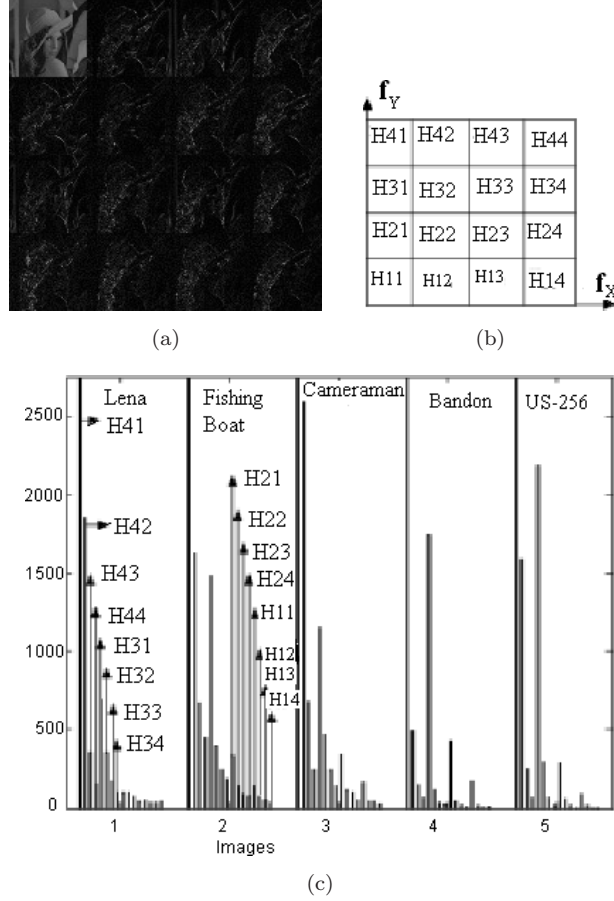 f_Y
H41 H42 H43 H44
H31 H32 H33 H34
H21 H22 H23 H24
H11 H12 H13 H14
f_X
(a)
(b)
Lena
Fishing
Boat
Cameraman
Bandon
US-256
2500
2000
1500
1000
500
0
H41
H42
H43
H44
H31
H32
H33
H34
H21
H22
H23
H24
H11
H12
H13
H14
1 2 3 4 5
Images
(c)